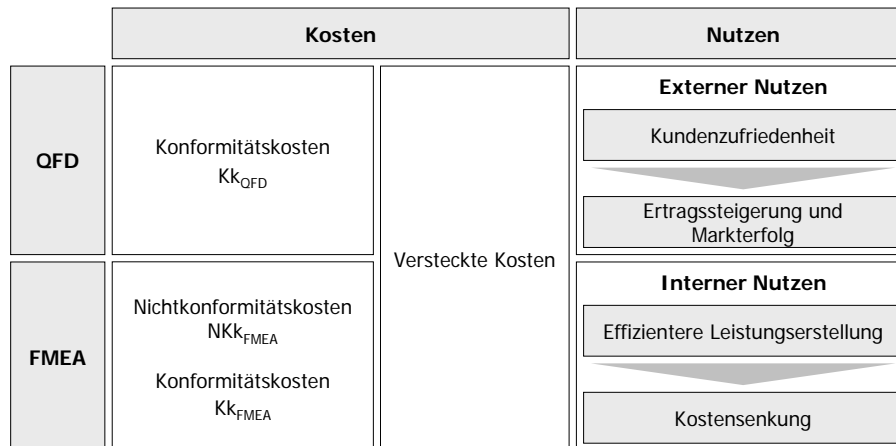 Kosten
Nutzen
QFD
Konformitätskosten
Kk_QFD
Versteckte Kosten
Externer Nutzen
Kundenzufriedenheit
Ertragssteigerung und
Markterfolg
FMEA
Nichtkonformitätskosten
NKk_FMEA
Konformitätskosten
Kk_FMEA
Interner Nutzen
Effizientere Leistungserstellung
Kostensenkung